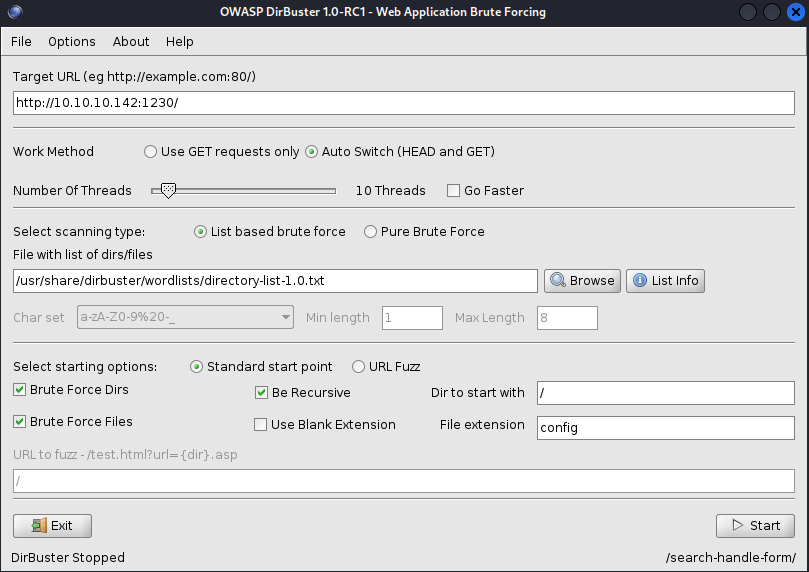 OWASP DirBuster 1.0-RC1 - Web Application Brute Forcing
File Options About Help
Target URL (eg http://example.com:80/)
http://10.10.10.142:1230/
Work Method Use GET requests only Auto Switch (HEAD and GET)
Number Of Threads 10 Threads Go Faster
Select scanning type: List based brute force Pure Brute Force
File with list of dirs/files
/usr/share/dirbuster/wordlists/directory-list-1.0.txt Browse List Info
Char set a-zA-Z0-9%20-_ Min length 1 Max Length 8
Select starting options: Standard start point URL Fuzz
Brute Force Dirs Be Recursive Dir to start with /
Brute Force Files Use Blank Extension File extension config
URL to fuzz - /test.html?url={dir}.asp
/
Exit Start
DirBuster Stopped /search-handle-form/